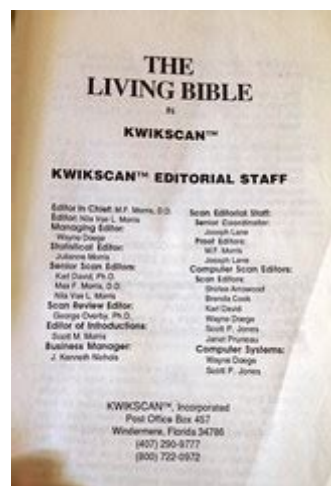 THE
LIVING BIBLE
IN
KWIKSCAN™
KWIKSCAN™ EDITORIAL STAFF
Editor in Chief: M.F. Morris, D.D.
Editor: Nila Vae L. Morris
Managing Editor:
Wayne Doege
Statistical Editor:
Julianne Morris
Senior Scan Editors:
Karl David, Ph.D.
Max F. Morris, D.D.
Nila Vae L. Morris
Scan Review Editor:
George Overby, Ph.D.
Editor of Introductions:
Scott M. Morris
Business Manager:
J. Kenneth Nichols
Scan Editorial Staff:
Senior Coordinator:
Joseph Lane
Proof Editors:
M.F. Morris
Joseph Lane
Computer Scan Editors:
Scan Editors:
Arrowood
Brenda Cook
Karl David
Wayne Doege
Scott P. Jones
Janet Pruneau
Computer Systems:
Wayne Doege
Scott P. Jones
KWIKSCAN™, Incorporated
Post Office Box 457
Windermere, Florida 34786
(407) 290-9777
(800) 722-0972